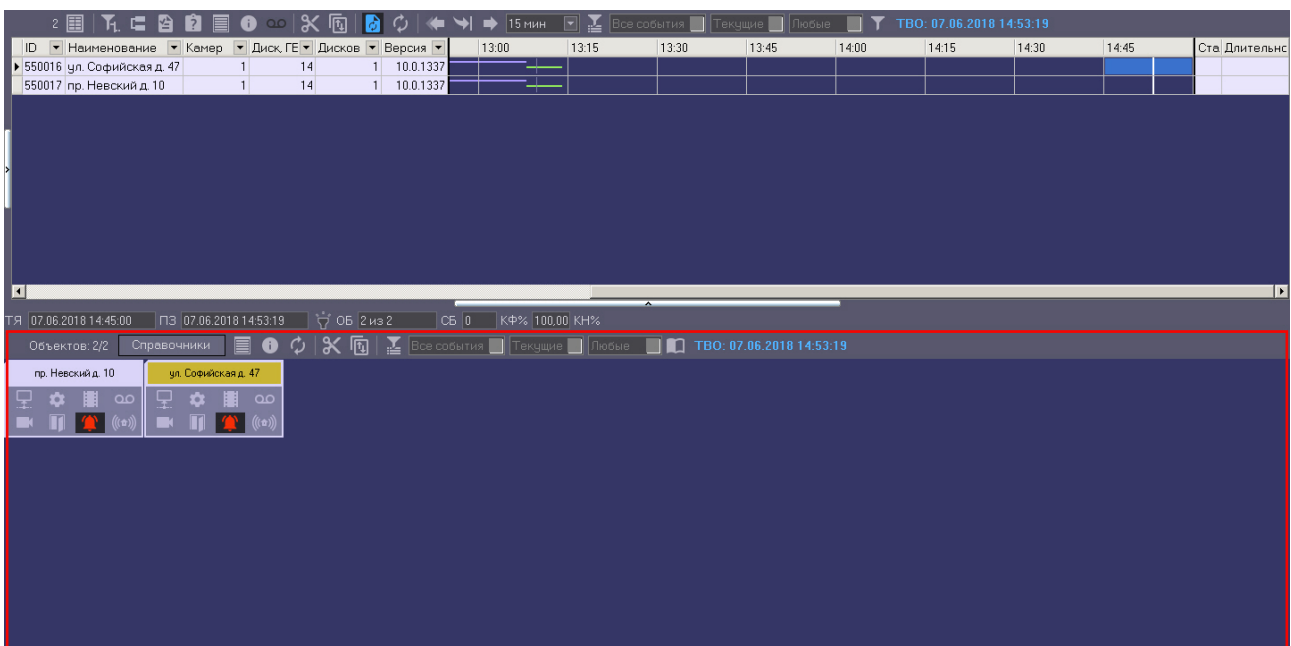 2 15 мин Все события Текущие Любые ТВО: 07.06.2018 14:53:19
ID Наименование Камер Диск, ГБ Дисков Версия 13:00 13:15 13:30 13:45 14:00 14:15 14:30 14:45 Ста Длительнс
550016 ул. Софийская д. 47 1 14 1 10.0.1337
550017 пр. Невский д. 10 1 14 1 10.0.1337
ТЯ 07.06.2018 14:45:00 ПЗ 07.06.2018 14:53:19 ОБ 2 из 2 СБ 0 КФ% 100,00 КН%
Объектов: 2/2 Справочники Все события Текущие Любые ТВО: 07.06.2018 14:53:19
пр. Невский д. 10 ул. Софийская д. 47